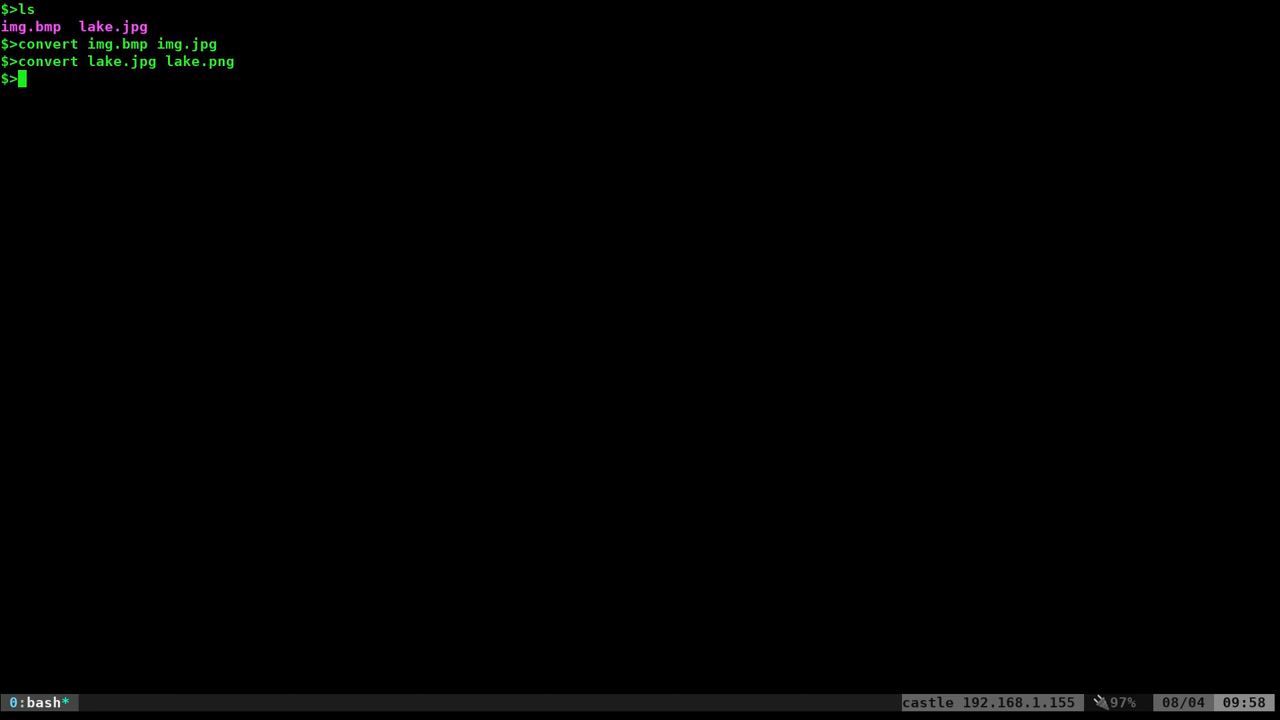 $>ls
img.bmp  lake.jpg
$>convert img.bmp img.jpg
$>convert lake.jpg lake.png
$>
0:bash* castle 192.168.1.155 🔌97% 08/04 09:58